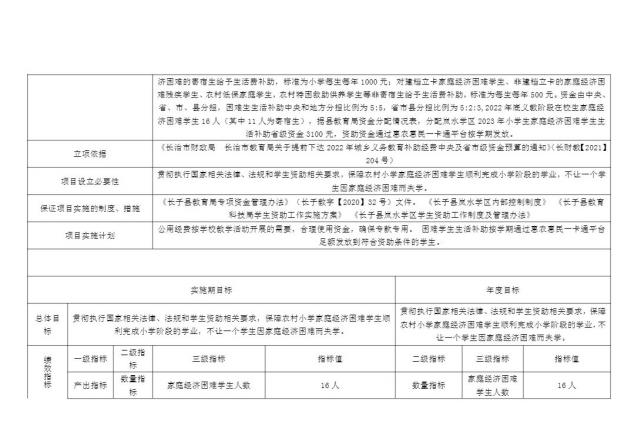 济困难的寄宿生给予生活费补助，标准为小学每生每年 1000 元；对建档立卡家庭经济困难学生、非建档立卡的家庭经济困
难残疾学生、农村低保家庭学生、农村特困救助供养学生等非寄宿生给予生活费补助，标准为每生每年 500 元。资金由中央、
省、市、县分担，困难生生活补助中央和地方分担比例为 5:5，省市县分担比例为 5:2:3,2022 年底义教阶段在校生家庭经
济困难学生 16 人（其中 11 人为寄宿生），据县教育局资金分配情况表，分配岚水学区 2023 年小学生家庭经济困难学生生
活补助省级资金 3100 元，资助资金通过惠农惠民一卡通平台按学期发放。
立项依据
《长治市财政局 长治市教育局关于提前下达 2022 年城乡义务教育补助经费中央及省市级资金预算的通知》（长财教【2021】
204 号）
项目设立必要性
贯彻执行国家相关法律、法规和学生资助相关要求，保障农村小学家庭经济困难学生顺利完成小学阶段的学业，不让一个学
生因家庭经济困难而失学。
保证项目实施的制度、措施
《长子县教育局专项资金管理办法》（长子教字【2020】32 号）文件。 《长子县岚水学区内部控制制度》 《长子县教育
科技局学生资助工作实施方案》 《长子县岚水学区学生资助工作制度及管理办法》
项目实施计划
公用经费按学校教学活动开展的需要，合理使用资金，确保专款专用。 困难学生生活补助按学期通过惠农惠民一卡通平台
足额发放到符合资助条件的学生。
实施期目标
年度目标
总体目
标
贯彻执行国家相关法律、法规和学生资助相关要求，保障农村小学家庭经济困难学生顺
利完成小学阶段的学业，不让一个学生因家庭经济困难而失学。
贯彻执行国家相关法律、法规和学生资助相关要求，保障
农村小学家庭经济困难学生顺利完成小学阶段的学业，不
让一个学生因家庭经济困难而失学。
绩效指标
一级指标
二级指
标
三级指标
指标值
二级指标
三级指标
指标值
产出指标
数量指
标
家庭经济困难学生人数
16 人
数量指标
家庭经济困难
学生人数
16 人